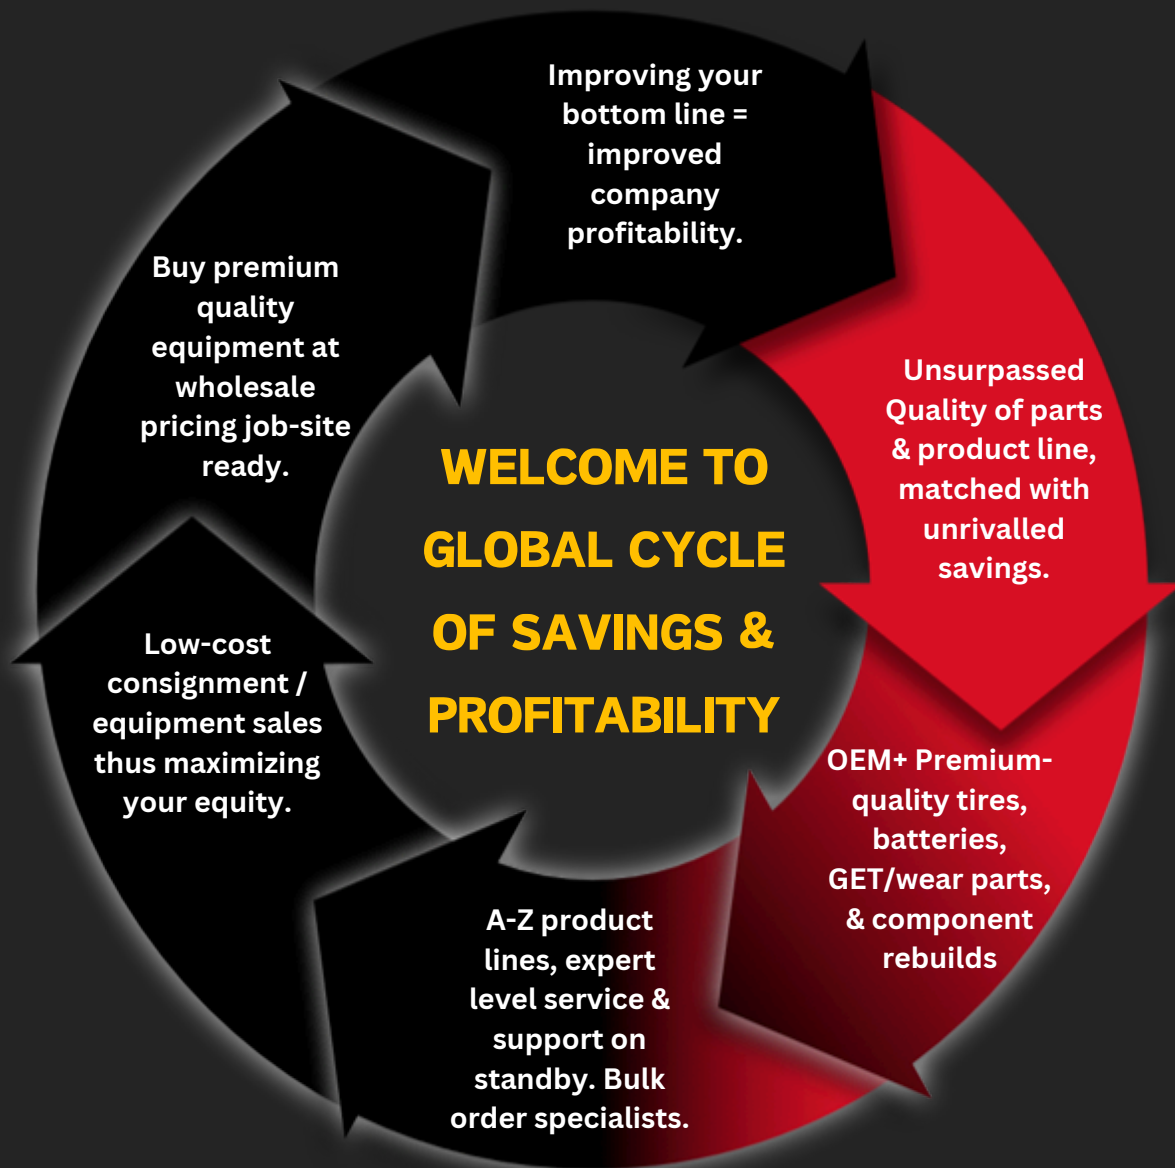 WELCOME TO
GLOBAL CYCLE
OF SAVINGS &
PROFITABILITY
Improving your
bottom line =
improved
company
profitability.
Unsurpassed
Quality of parts
& product line,
matched with
unrivalled
savings.
OEM+ Premium-
quality tires,
batteries,
GET/wear parts,
& component
rebuilds
A-Z product
lines, expert
level service &
support on
standby. Bulk
order specialists.
Low-cost
consignment /
equipment sales
thus maximizing
your equity.
Buy premium
quality
equipment at
wholesale
pricing job-site
ready.